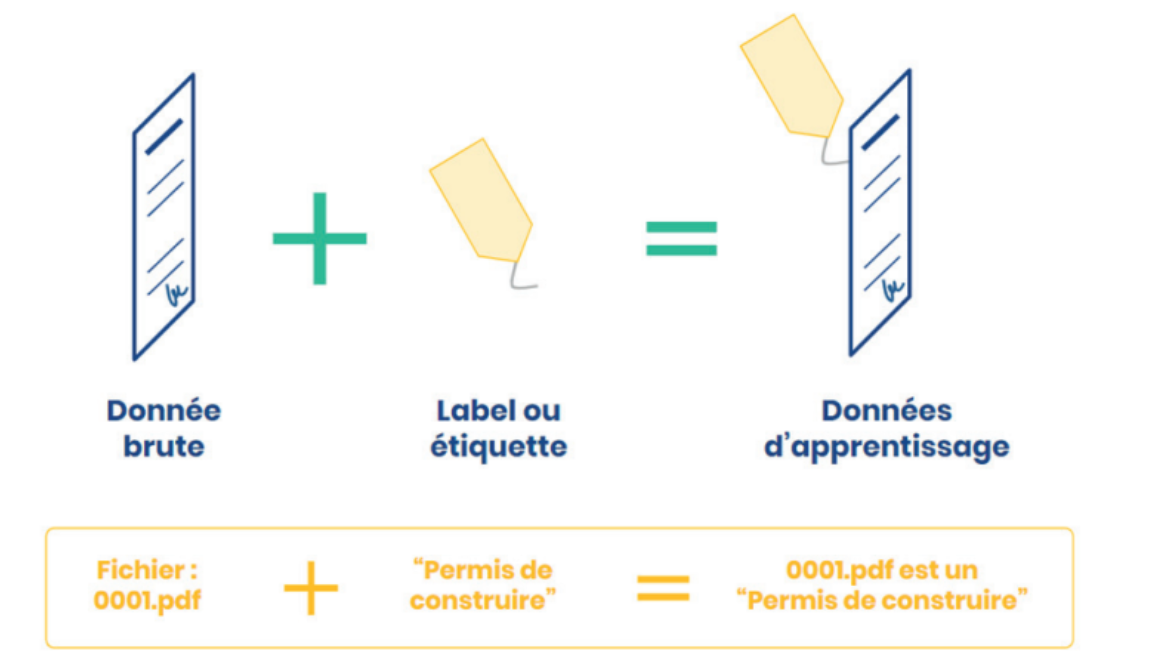 Donnée
brute
+
Label ou
étiquette
=
Données
d’apprentissage
Fichier :
0001.pdf
+
“Permis de
construire”
=
0001.pdf est un
“Permis de construire”